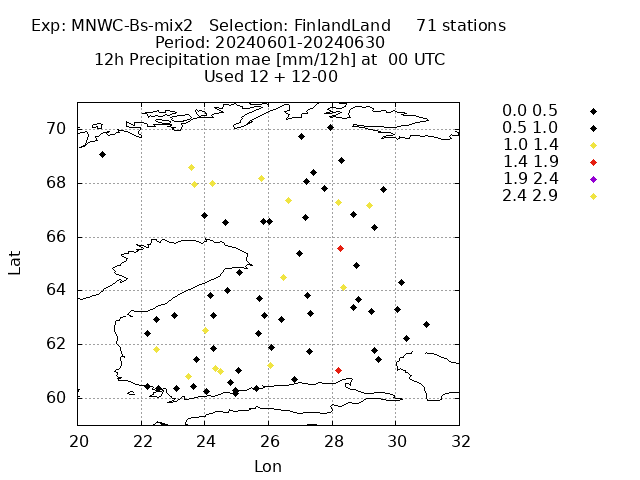 Exp: MNWC-Bs-mix2   Selection: FinlandLand     71 stations
Period: 20240601-20240630
12h Precipitation mae [mm/12h] at  00 UTC
Used 12 + 12-00
0.0 0.5
0.5 1.0
1.0 1.4
1.4 1.9
1.9 2.4
2.4 2.9
70
68
66
64
62
60
Lat
20 22 24 26 28 30 32
Lon